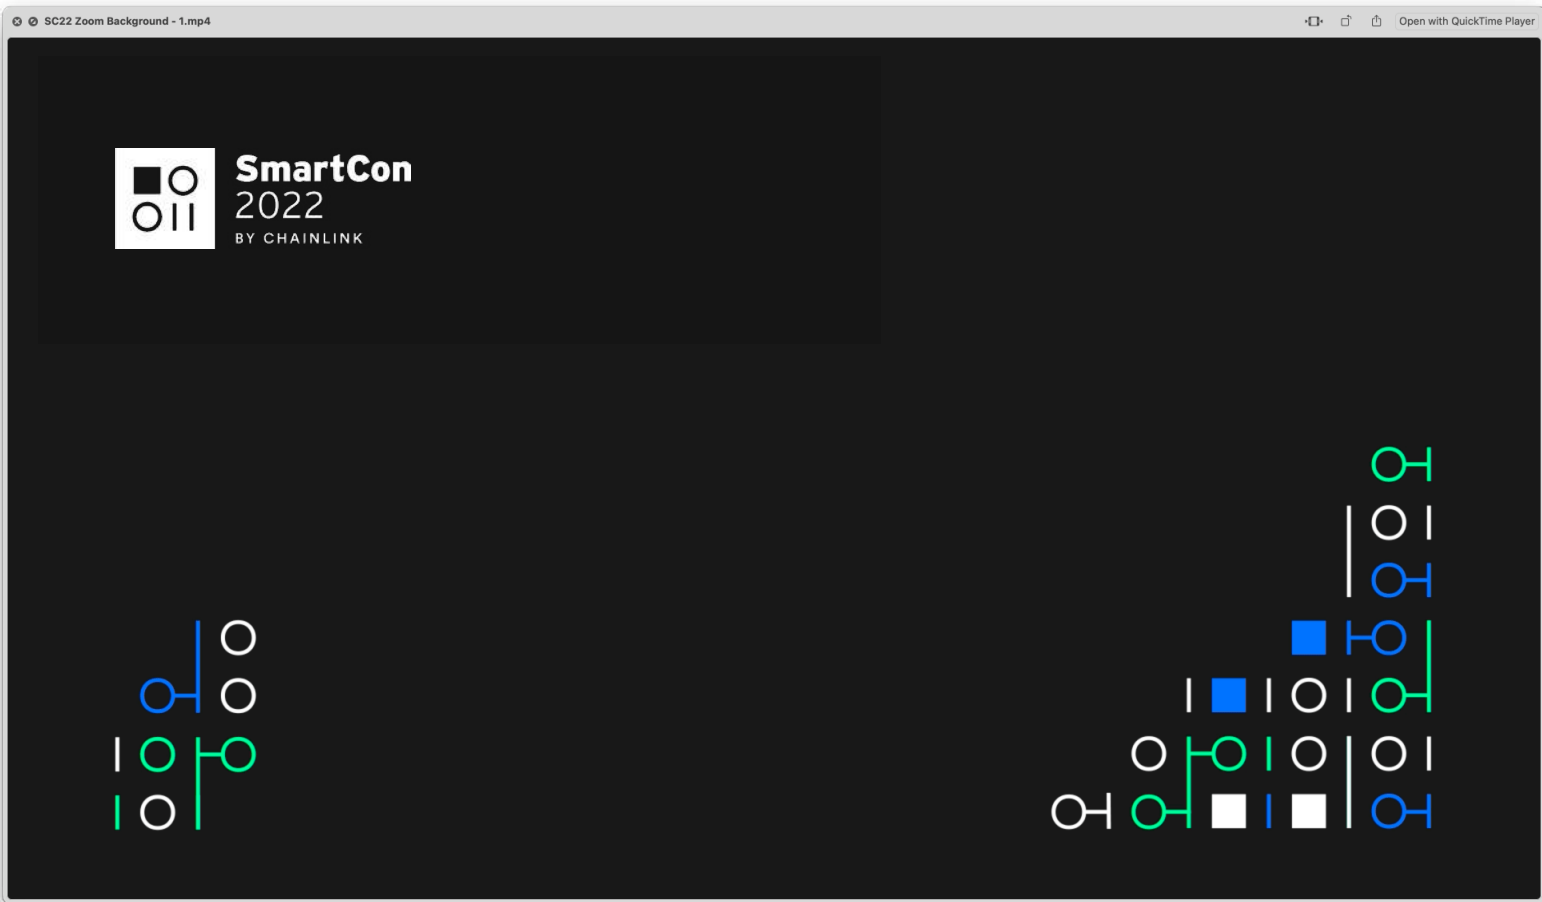 SC22 Zoom Background - 1.mp4
Open with QuickTime Player
SmartCon
2022
BY CHAINLINK